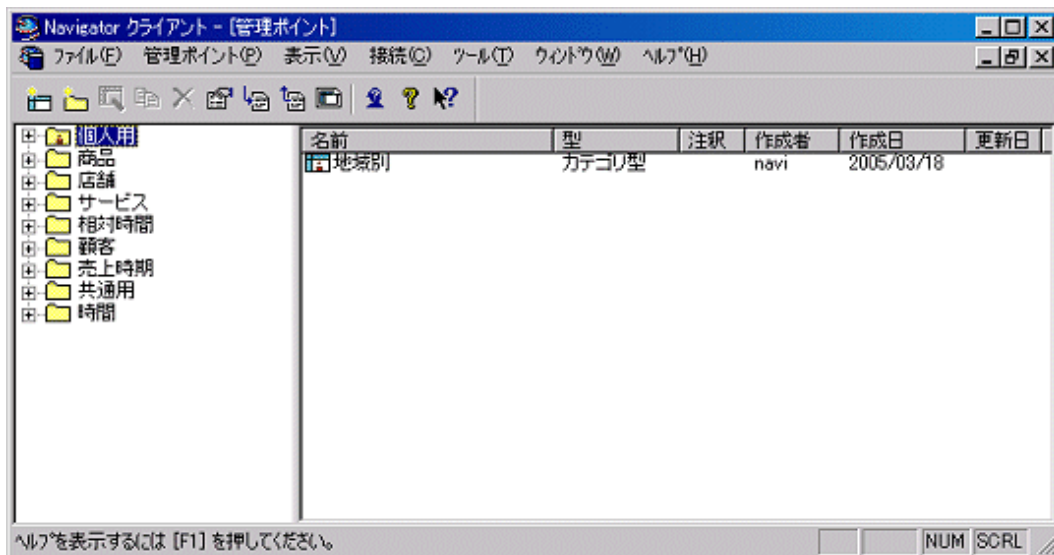 Navigator クライアント - [管理ポイント]
ファイル(F) 管理ポイント(P) 表示(V) 接続(C) ツール(T) ウィンドウ(W) ヘルプ(H)
個人用
商品
店舗
サービス
相対時間
顧客
売上時期
共通用
時間
名前 型 注釈 作成者 作成日 更新日
地域別 カテゴリ型 navi 2005/03/18
ヘルプを表示するには [F1] を押してください。 NUM SCRL